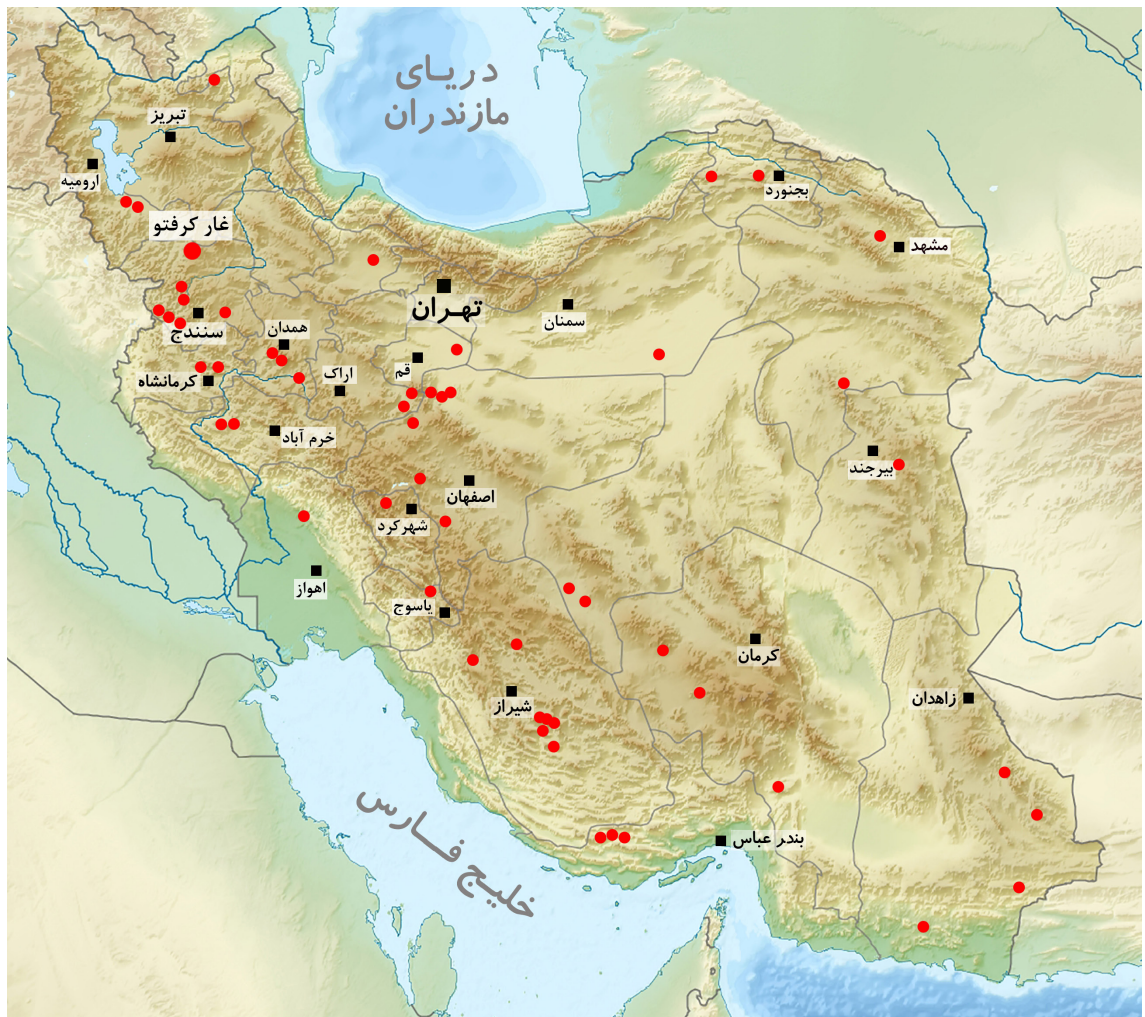 دریای
مازندران
تبریز
ارومیه
غار کرفتو
بجنورد
مشهد
تهران
سمنان
سنندج
همدان
قم
کرمانشاه
اراک
خرم آباد
بیرجند
اصفهان
شهرکرد
اهواز
یاسوج
کرمان
شیراز
زاهدان
خلیج فارس
بندر عباس